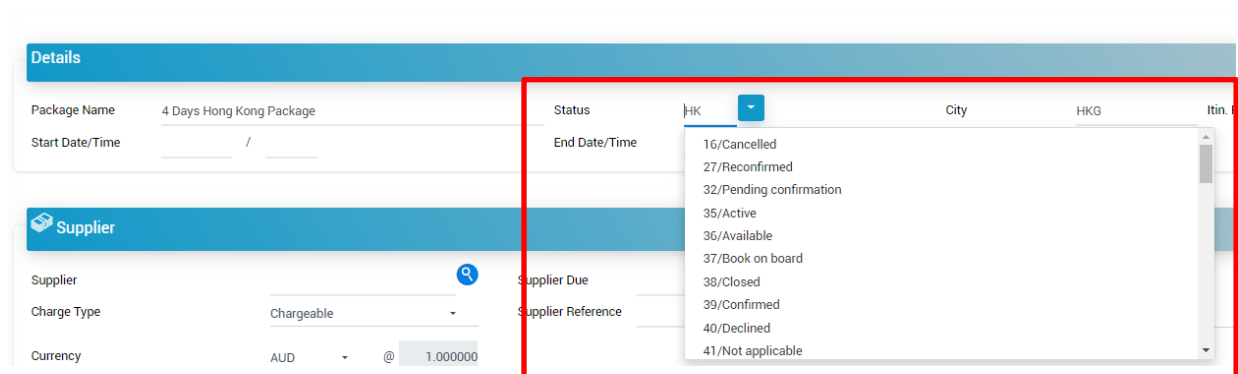 Details
Package Name 4 Days Hong Kong Package Status HK City HKG Itin.
Start Date/Time / End Date/Time
16/Cancelled
27/Reconfirmed
32/Pending confirmation
35/Active
36/Available
37/Book on board
38/Closed
39/Confirmed
40/Declined
41/Not applicable
Supplier
Supplier Supplier Due
Charge Type Chargeable Supplier Reference
Currency AUD @ 1.000000